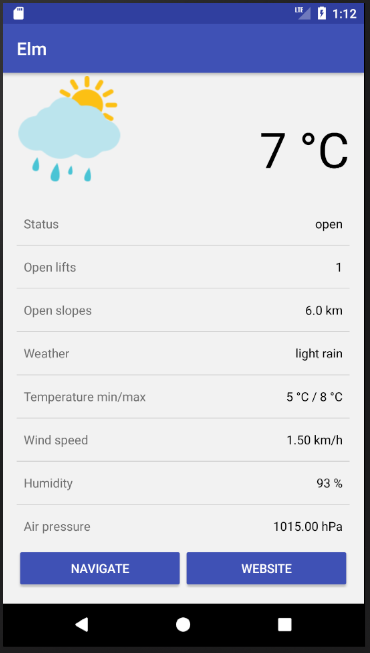 LTE 1:12
Elm
7 °C
Status open
Open lifts 1
Open slopes 6.0 km
Weather light rain
Temperature min/max 5 °C / 8 °C
Wind speed 1.50 km/h
Humidity 93 %
Air pressure 1015.00 hPa
NAVIGATE WEBSITE